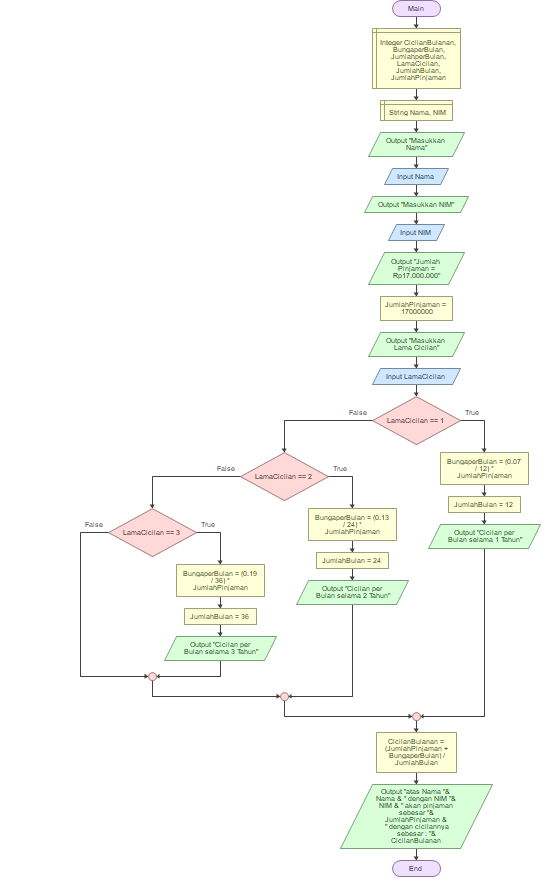 Main
Integer CicilanBulanan,
BungaperBulan,
JumlahperBulan,
LamaCicilan,
JumlahBulan,
JumlahPinjaman
String Nama, NIM
Output "Masukkan
Nama"
Input Nama
Output "Masukkan NIM"
Input NIM
Output "Jumlah
Pinjaman =
Rp17.000.000"
JumlahPinjaman =
17000000
Output "Masukkan
Lama Cicilan"
Input LamaCicilan
False
LamaCicilan == 1
True
BungaperBulan = (0.07
/ 12) *
JumlahPinjaman
JumlahBulan = 12
Output "Cicilan per
Bulan selama 1 Tahun"
False
LamaCicilan == 2
True
BungaperBulan = (0.13
/ 24) *
JumlahPinjaman
JumlahBulan = 24
Output "Cicilan per
Bulan selama 2 Tahun"
False
LamaCicilan == 3
True
BungaperBulan = (0.19
/ 36) *
JumlahPinjaman
JumlahBulan = 36
Output "Cicilan per
Bulan selama 3 Tahun"
CicilanBulanan =
(JumlahPinjaman +
BungaperBulan) /
JumlahBulan
Output "atas Nama "&
Nama & " dengan NIM "&
NIM & " akan pinjaman
sebesar "&
JumlahPinjaman &
" dengan cicilannya
sebesar : "&
CicilanBulanan
End